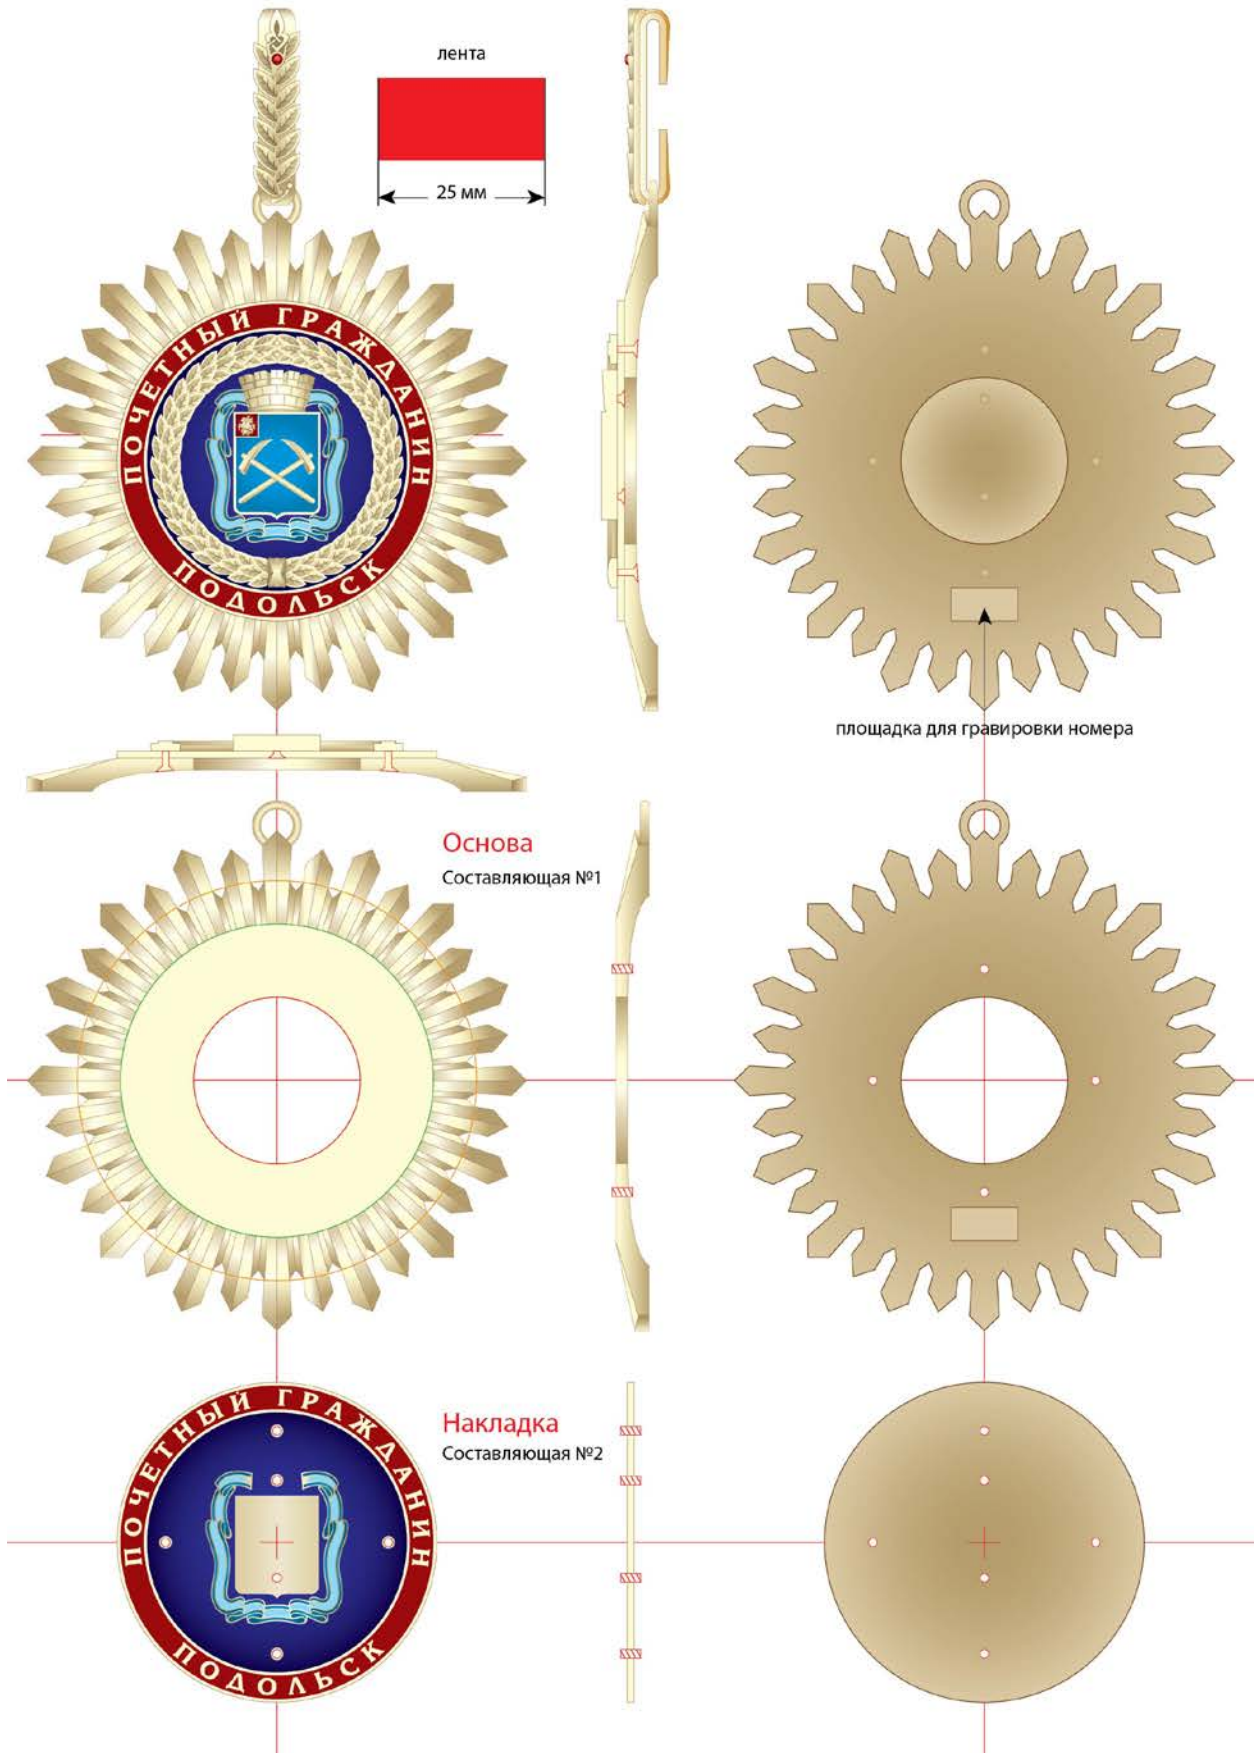 лента
25 мм
ПОЧЕТНЫЙ ГРАЖДАНИН
ПОДОЛЬСК
площадка для гравировки номера
Основа
Составляющая №1
ПОЧЕТНЫЙ ГРАЖДАНИН
ПОДОЛЬСК
Накладка
Составляющая №2